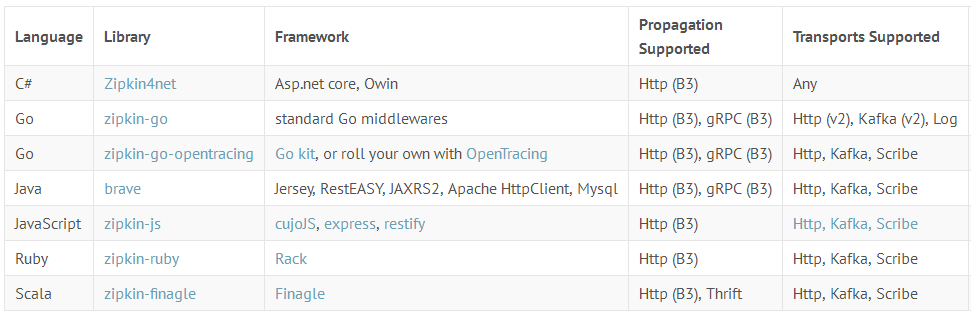 Language Library Framework Propagation Supported Transports Supported
C# Zipkin4net Asp.net core, Owin Http (B3) Any
Go zipkin-go standard Go middlewares Http (B3), gRPC (B3) Http (v2), Kafka (v2), Log
Go zipkin-go-opentracing Go kit, or roll your own with OpenTracing Http (B3), gRPC (B3) Http, Kafka, Scribe
Java brave Jersey, RestEASY, JAXRS2, Apache HttpClient, Mysql Http (B3), gRPC (B3) Http, Kafka, Scribe
JavaScript zipkin-js cujoJS, express, restify Http (B3) Http, Kafka, Scribe
Ruby zipkin-ruby Rack Http (B3) Http, Kafka, Scribe
Scala zipkin-finagle Finagle Http (B3), Thrift Http, Kafka, Scribe